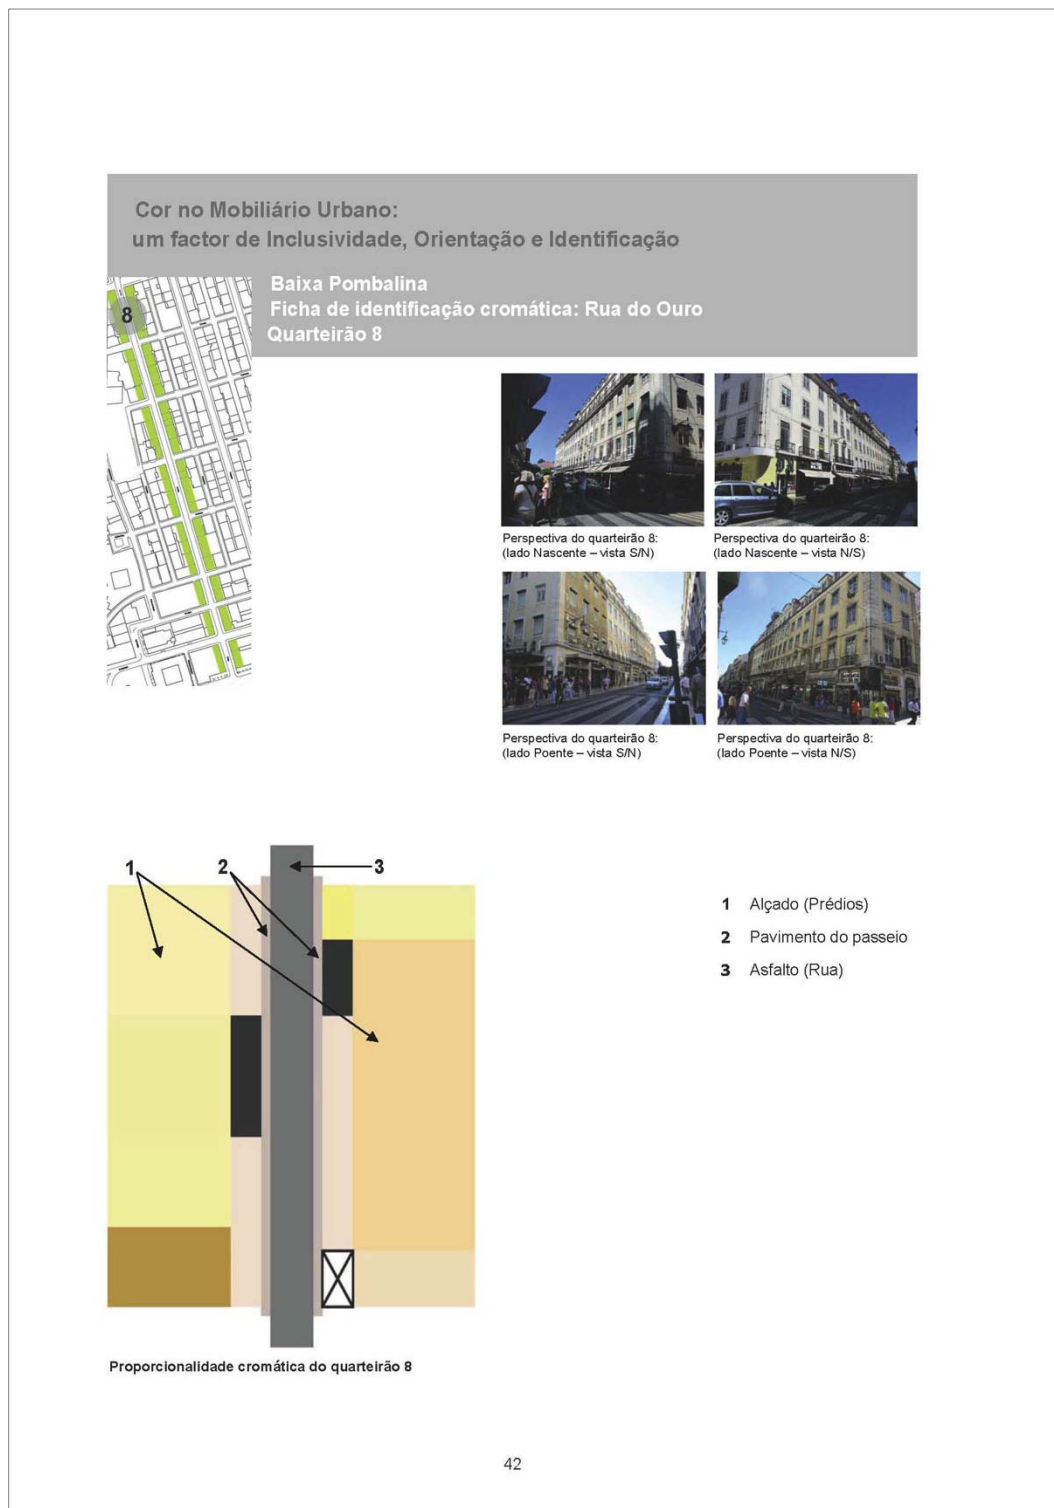 Cor no Mobiliário Urbano:
um factor de Inclusividade, Orientação e Identificação
Baixa Pombalina
Ficha de identificação cromática: Rua do Ouro
Quarteirão 8
8
Perspectiva do quarteirão 8:
(lado Nascente – vista S/N)
Perspectiva do quarteirão 8:
(lado Nascente – vista N/S)
Perspectiva do quarteirão 8:
(lado Poente – vista S/N)
Perspectiva do quarteirão 8:
(lado Poente – vista N/S)
1
2
3
1 Alçado (Prédios)
2 Pavimento do passeio
3 Asfalto (Rua)
Proporcionalidade cromática do quarteirão 8
42